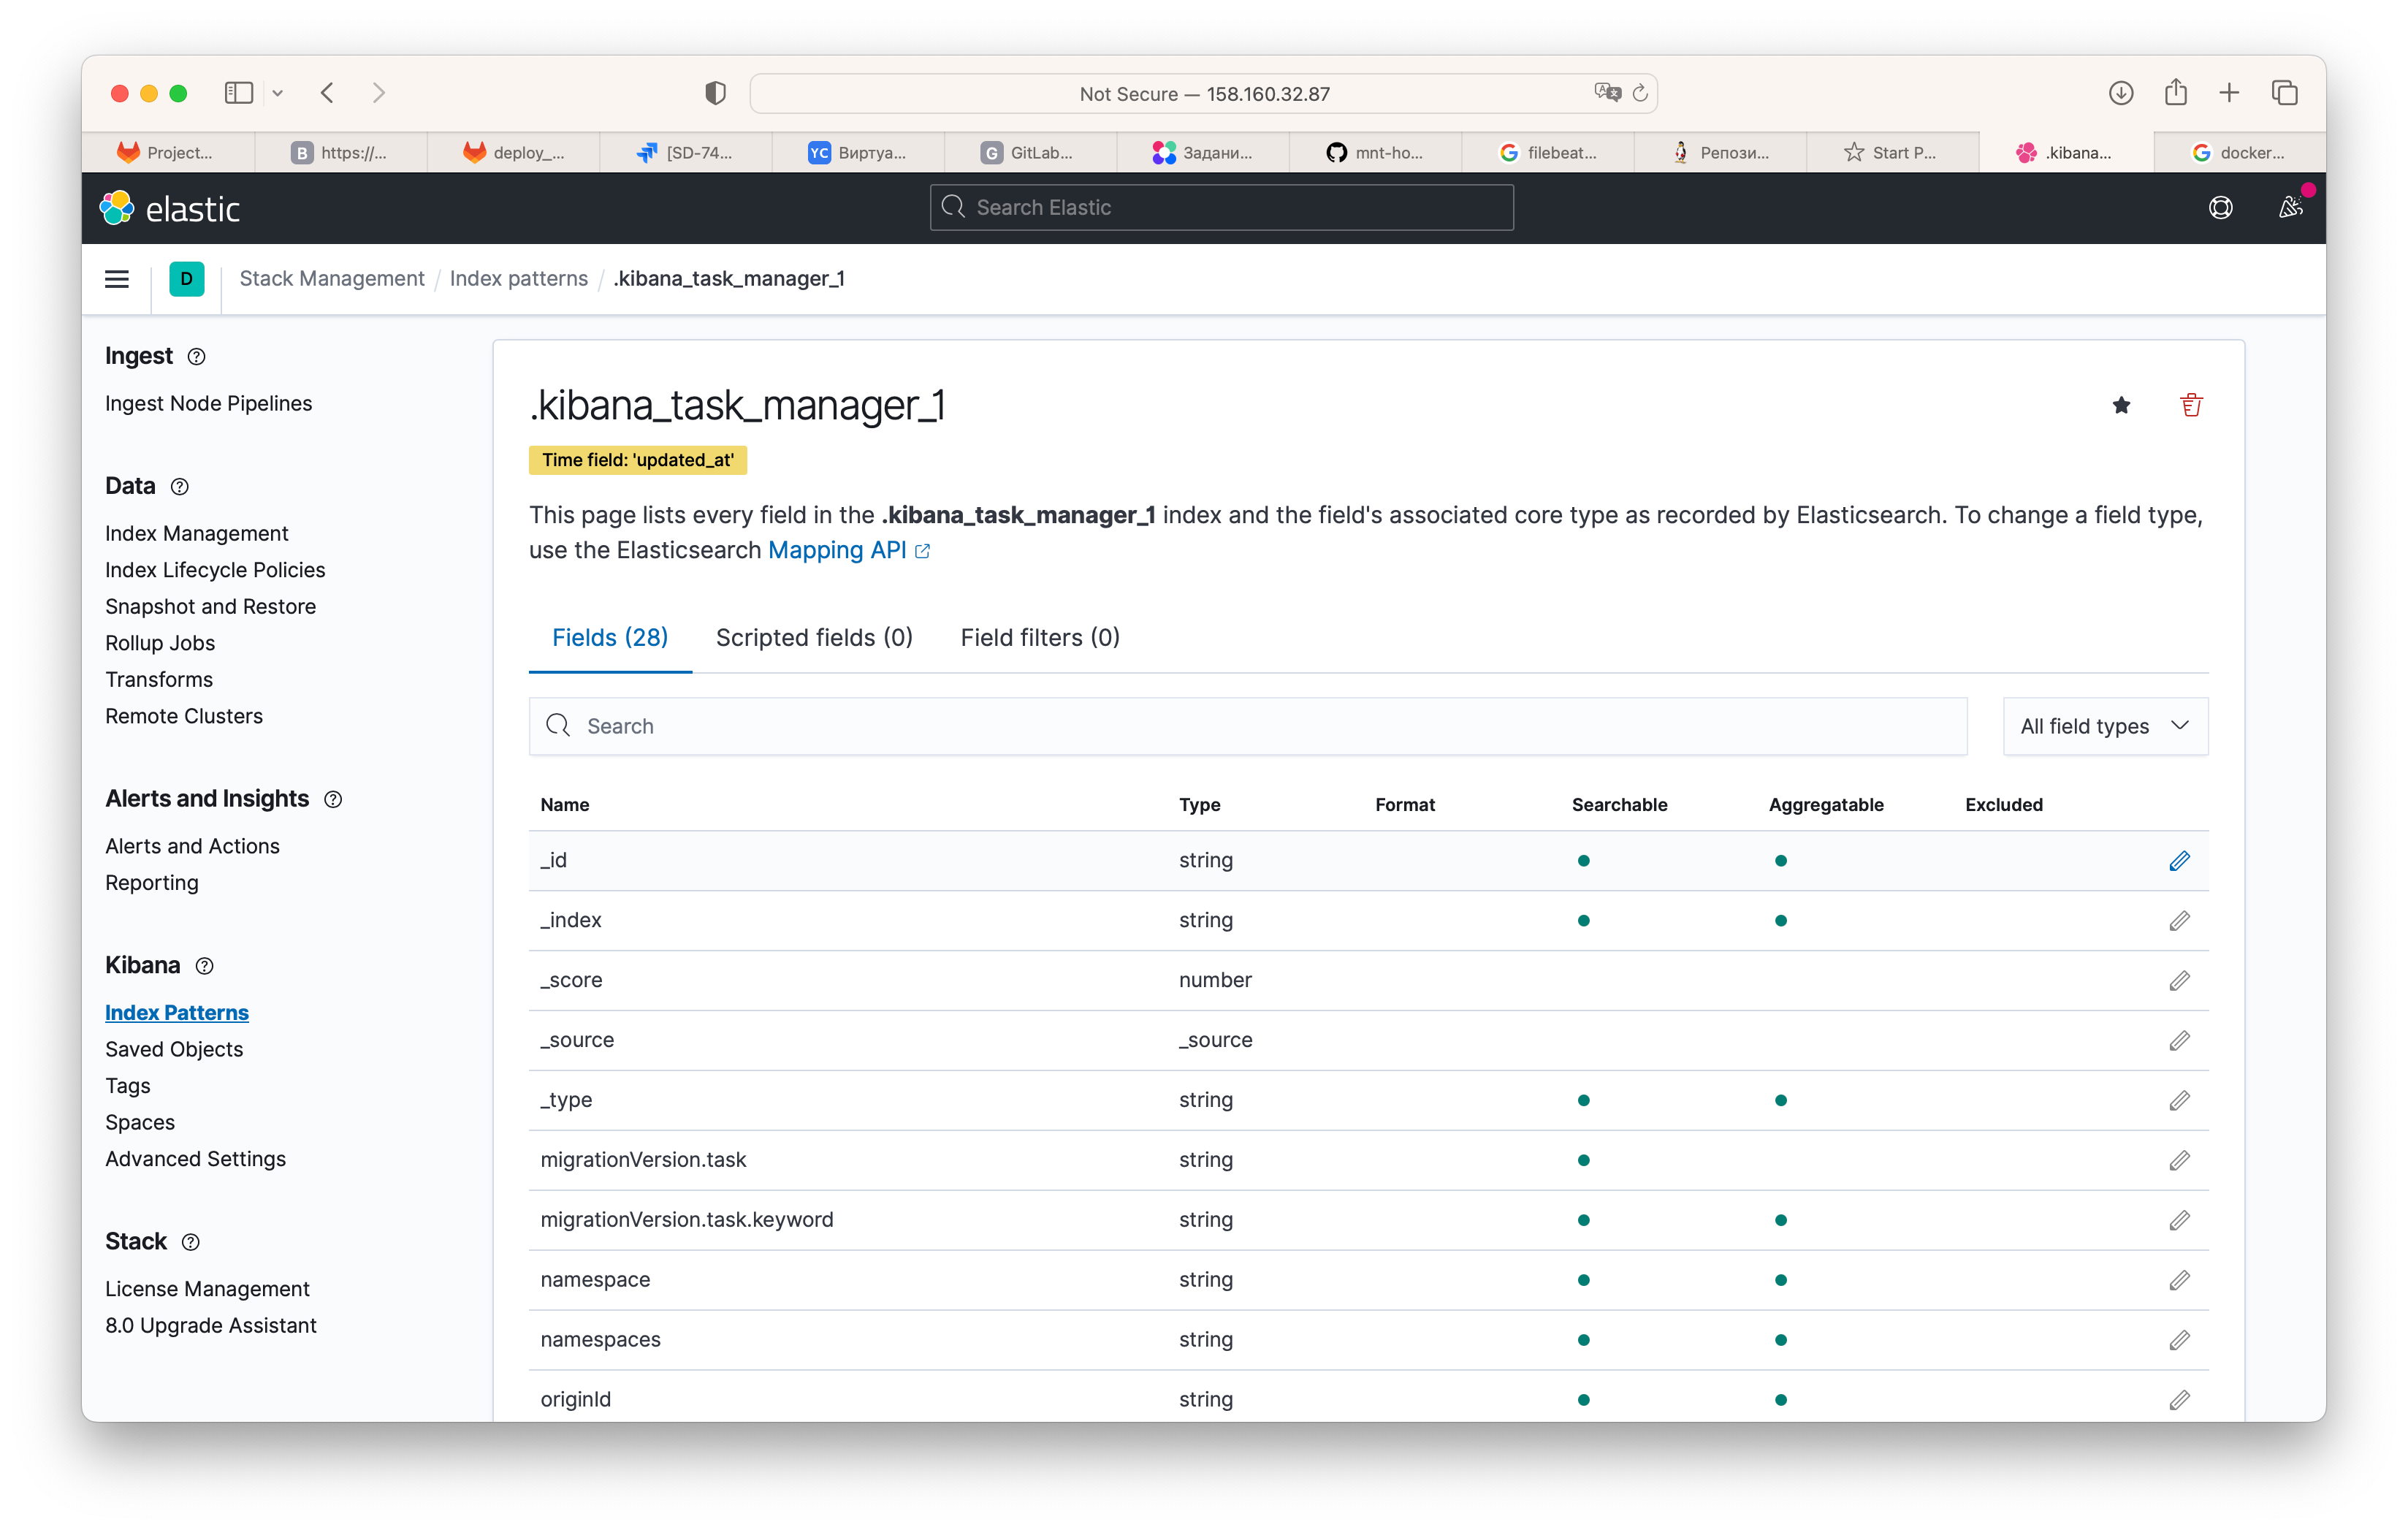 Not Secure — 158.160.32.87
Project...
B https://...
deploy_...
[SD-74...
YC Виртуа...
G GitLab...
Задани...
mnt-ho...
filebeat...
Репози...
Start P...
.kibana...
docker...
elastic
Search Elastic
D
Stack Management / Index patterns / .kibana_task_manager_1
Ingest
Ingest Node Pipelines
Data
Index Management
Index Lifecycle Policies
Snapshot and Restore
Rollup Jobs
Transforms
Remote Clusters
Alerts and Insights
Alerts and Actions
Reporting
Kibana
Index Patterns
Saved Objects
Tags
Spaces
Advanced Settings
Stack
License Management
8.0 Upgrade Assistant
.kibana_task_manager_1
Time field: 'updated_at'
This page lists every field in the .kibana_task_manager_1 index and the field's associated core type as recorded by Elasticsearch. To change a field type,
use the Elasticsearch Mapping API
Fields (28) Scripted fields (0) Field filters (0)
Search
All field types
Name Type Format Searchable Aggregatable Excluded
_id string
_index string
_score number
_source _source
_type string
migrationVersion.task string
migrationVersion.task.keyword string
namespace string
namespaces string
originId string